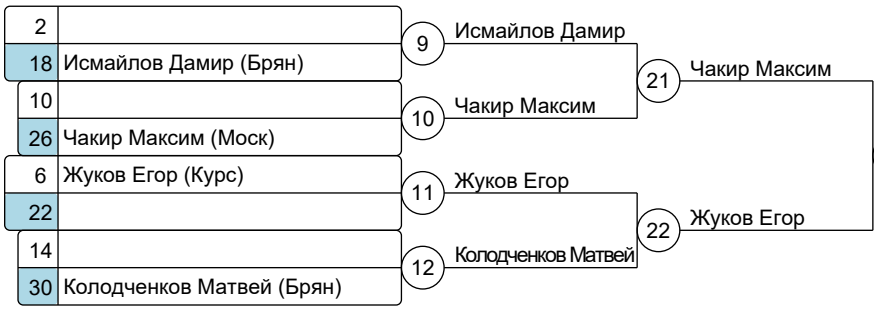 2
18 Исмайлов Дамир (Брян)
10
26 Чакир Максим (Моск)
6 Жуков Егор (Курс)
22
14
30 Колодченков Матвей (Брян)
9 Исмайлов Дамир
10 Чакир Максим
11 Жуков Егор
12 Колодченков Матвей
21 Чакир Максим
22 Жуков Егор